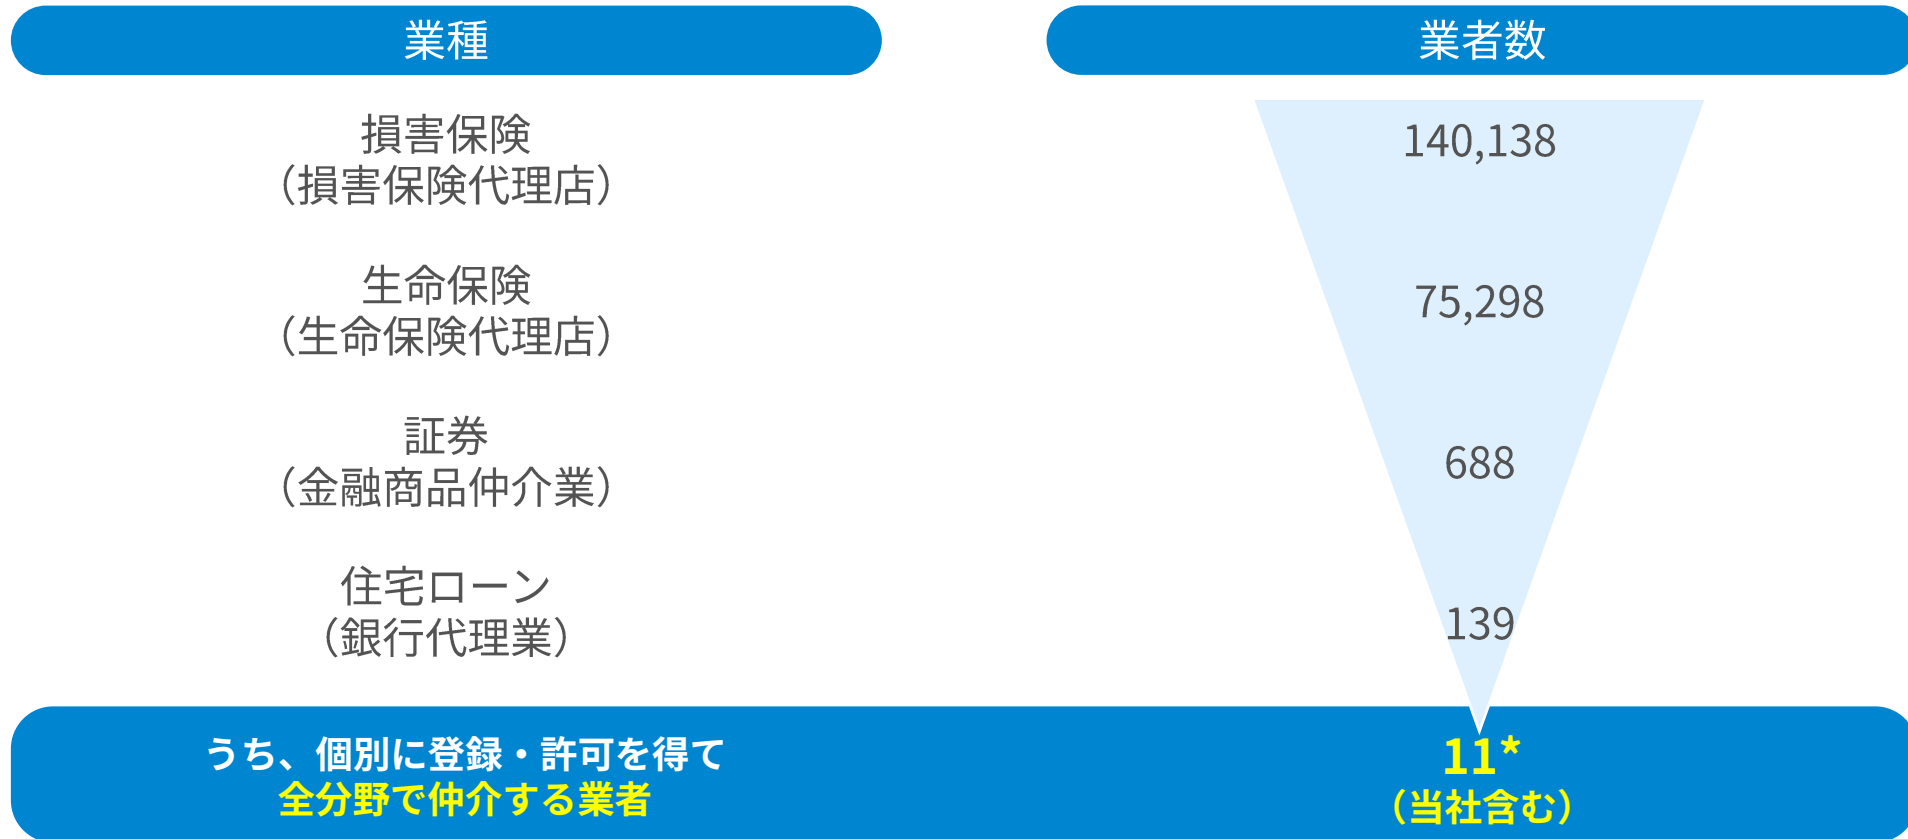 業種
業者数
損害保険
（損害保険代理店）
140,138
生命保険
（生命保険代理店）
75,298
証券
（金融商品仲介業）
688
住宅ローン
（銀行代理業）
139
うち、個別に登録・許可を得て
全分野で仲介する業者
11*
（当社含む）